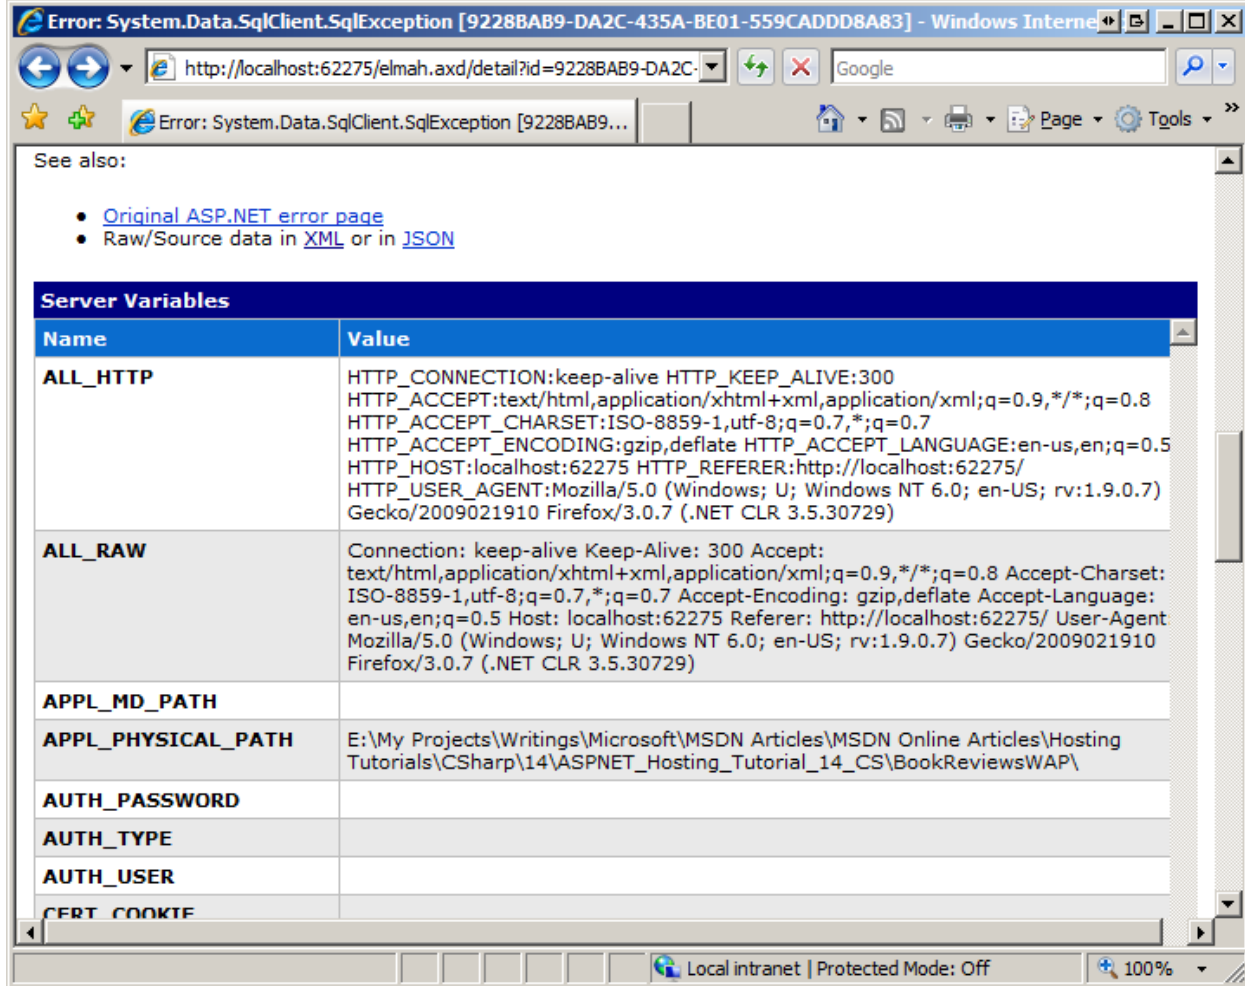 Error: System.Data.SqlClient.SqlException [9228BAB9-DA2C-435A-BE01-559CADDD8A83] - Windows Interne
http://localhost:62275/elmah.axd/detail?id=9228BAB9-DA2C-
Google
Error: System.Data.SqlClient.SqlException [9228BAB9...
Page
Tools
»
See also:
• Original ASP.NET error page
• Raw/Source data in XML or in JSON
Server Variables
Name Value
ALL_HTTP HTTP_CONNECTION:keep-alive HTTP_KEEP_ALIVE:300
HTTP_ACCEPT:text/html,application/xhtml+xml,application/xml;q=0.9,*/*;q=0.8
HTTP_ACCEPT_CHARSET:ISO-8859-1,utf-8;q=0.7,*;q=0.7
HTTP_ACCEPT_ENCODING:gzip,deflate HTTP_ACCEPT_LANGUAGE:en-us,en;q=0.5
HTTP_HOST:localhost:62275 HTTP_REFERER:http://localhost:62275/
HTTP_USER_AGENT:Mozilla/5.0 (Windows; U; Windows NT 6.0; en-US; rv:1.9.0.7)
Gecko/2009021910 Firefox/3.0.7 (.NET CLR 3.5.30729)
ALL_RAW Connection: keep-alive Keep-Alive: 300 Accept:
text/html,application/xhtml+xml,application/xml;q=0.9,*/*;q=0.8 Accept-Charset:
ISO-8859-1,utf-8;q=0.7,*;q=0.7 Accept-Encoding: gzip,deflate Accept-Language:
en-us,en;q=0.5 Host: localhost:62275 Referer: http://localhost:62275/ User-Agent:
Mozilla/5.0 (Windows; U; Windows NT 6.0; en-US; rv:1.9.0.7) Gecko/2009021910
Firefox/3.0.7 (.NET CLR 3.5.30729)
APPL_MD_PATH
APPL_PHYSICAL_PATH E:\My Projects\Writings\Microsoft\MSDN Articles\MSDN Online Articles\Hosting
Tutorials\CSharp\14\ASPNET_Hosting_Tutorial_14_CS\BookReviewsWAP\
AUTH_PASSWORD
AUTH_TYPE
AUTH_USER
CERT_COOKIE
Local intranet | Protected Mode: Off
100%